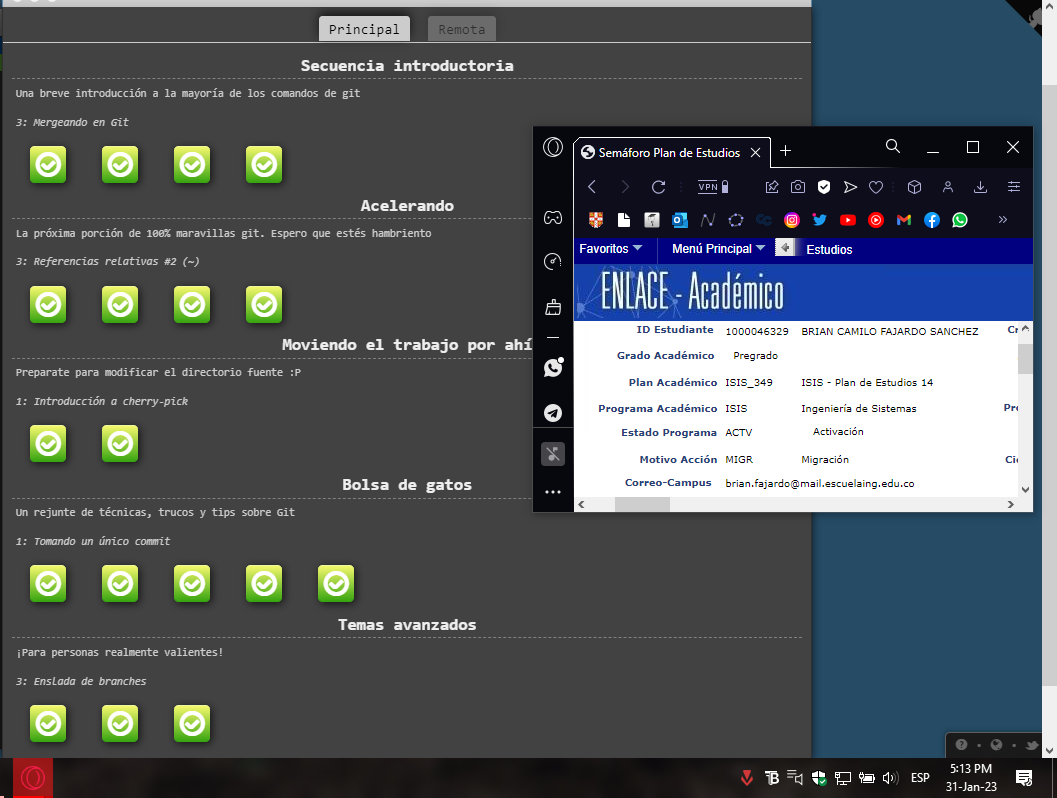 Principal
Remota
Secuencia introductoria
Una breve introducción a la mayoría de los comandos de git
3: Mergeando en Git
Acelerando
La próxima porción de 100% maravillas git. Espero que estés hambriento
3: Referencias relativas #2 (~)
Moviendo el trabajo por ahí
Preparate para modificar el directorio fuente :P
1: Introducción a cherry-pick
Bolsa de gatos
Un rejunte de técnicas, trucos y tips sobre Git
1: Tomando un único commit
Temas avanzados
¡Para personas realmente valientes!
3: Enslada de branches
Semáforo Plan de Estudios
VPN
Favoritos
Menú Principal
Estudios
ENLACE - Académico
ID Estudiante 1000046329 BRIAN CAMILO FAJARDO SANCHEZ
Grado Académico Pregrado
Plan Académico ISIS_349 ISIS - Plan de Estudios 14
Programa Académico ISIS Ingeniería de Sistemas
Estado Programa ACTV Activación
Motivo Acción MIGR Migración
Correo-Campus brian.fajardo@mail.escuelaing.edu.co
ESP
5:13 PM
31-Jan-23